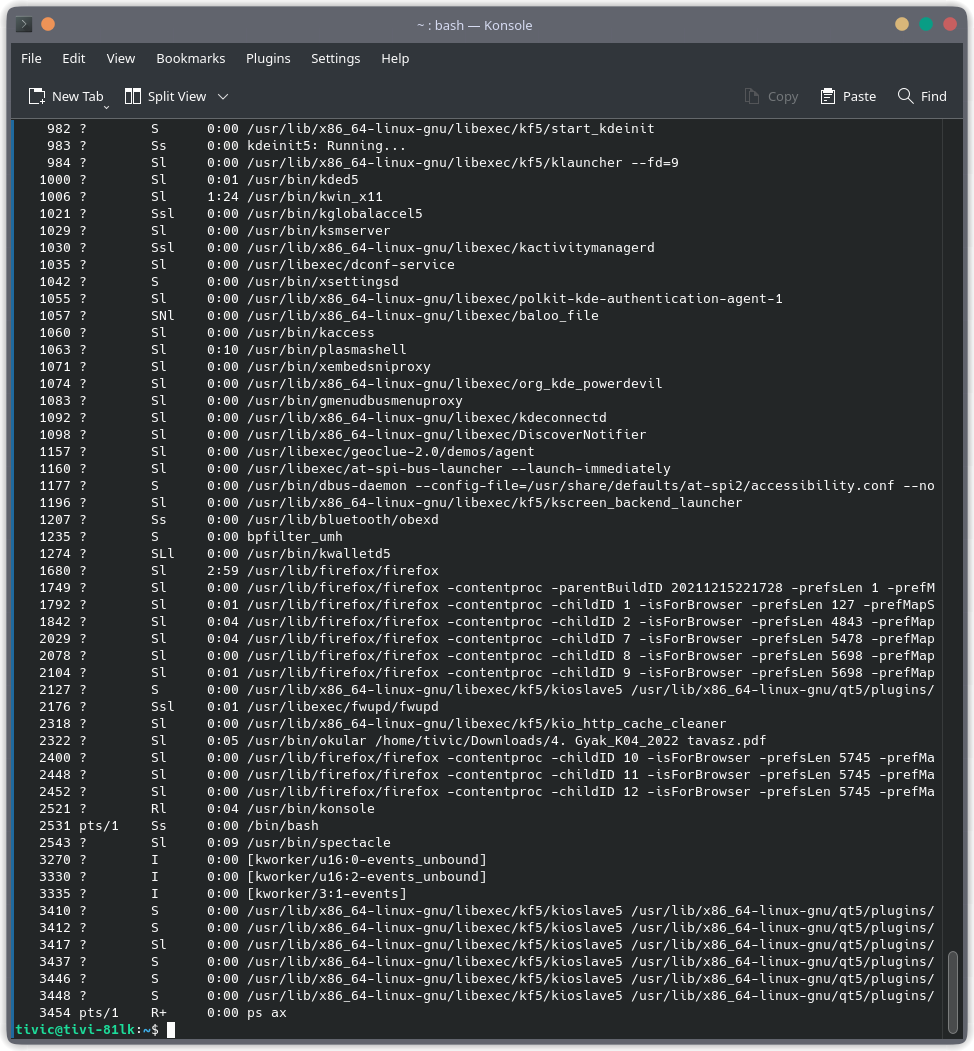 ~ : bash — Konsole
File Edit View Bookmarks Plugins Settings Help
New Tab Split View Copy Paste Find
982 ? S 0:00 /usr/lib/x86_64-linux-gnu/libexec/kf5/start_kdeinit
983 ? Ss 0:00 kdeinit5: Running...
984 ? Sl 0:00 /usr/lib/x86_64-linux-gnu/libexec/kf5/klauncher --fd=9
1000 ? Sl 0:01 /usr/bin/kded5
1006 ? Sl 1:24 /usr/bin/kwin_x11
1021 ? Ssl 0:00 /usr/bin/kglobalaccel5
1029 ? Sl 0:00 /usr/bin/ksmserver
1030 ? Ssl 0:00 /usr/lib/x86_64-linux-gnu/libexec/kactivitymanagerd
1035 ? Sl 0:00 /usr/libexec/dconf-service
1042 ? S 0:00 /usr/bin/xsettingsd
1055 ? Sl 0:00 /usr/lib/x86_64-linux-gnu/libexec/polkit-kde-authentication-agent-1
1057 ? SNl 0:00 /usr/lib/x86_64-linux-gnu/libexec/baloo_file
1060 ? Sl 0:00 /usr/bin/kaccess
1063 ? Sl 0:10 /usr/bin/plasmashell
1071 ? Sl 0:00 /usr/bin/xembedsniproxy
1074 ? Sl 0:00 /usr/lib/x86_64-linux-gnu/libexec/org_kde_powerdevil
1083 ? Sl 0:00 /usr/bin/gmenudbusmenuproxy
1092 ? Sl 0:00 /usr/lib/x86_64-linux-gnu/libexec/kdeconnectd
1098 ? Sl 0:00 /usr/lib/x86_64-linux-gnu/libexec/DiscoverNotifier
1157 ? Sl 0:00 /usr/libexec/geoclue-2.0/demos/agent
1160 ? Sl 0:00 /usr/libexec/at-spi-bus-launcher --launch-immediately
1177 ? S 0:00 /usr/bin/dbus-daemon --config-file=/usr/share/defaults/at-spi2/accessibility.conf --no
1196 ? Sl 0:00 /usr/lib/x86_64-linux-gnu/libexec/kf5/kscreen_backend_launcher
1207 ? Ss 0:00 /usr/lib/bluetooth/obexd
1235 ? S 0:00 bpfilter_umh
1274 ? SLl 0:00 /usr/bin/kwalletd5
1680 ? Sl 2:59 /usr/lib/firefox/firefox
1749 ? Sl 0:00 /usr/lib/firefox/firefox -contentproc -parentBuildID 20211215221728 -prefsLen 1 -prefM
1792 ? Sl 0:01 /usr/lib/firefox/firefox -contentproc -childID 1 -isForBrowser -prefsLen 127 -prefMapS
1842 ? Sl 0:04 /usr/lib/firefox/firefox -contentproc -childID 2 -isForBrowser -prefsLen 4843 -prefMap
2029 ? Sl 0:04 /usr/lib/firefox/firefox -contentproc -childID 7 -isForBrowser -prefsLen 5478 -prefMap
2078 ? Sl 0:00 /usr/lib/firefox/firefox -contentproc -childID 8 -isForBrowser -prefsLen 5698 -prefMap
2104 ? Sl 0:01 /usr/lib/firefox/firefox -contentproc -childID 9 -isForBrowser -prefsLen 5698 -prefMap
2127 ? S 0:00 /usr/lib/x86_64-linux-gnu/libexec/kf5/kioslave5 /usr/lib/x86_64-linux-gnu/qt5/plugins/
2176 ? Ssl 0:01 /usr/libexec/fwupd/fwupd
2318 ? Sl 0:00 /usr/lib/x86_64-linux-gnu/libexec/kf5/kio_http_cache_cleaner
2322 ? Sl 0:05 /usr/bin/okular /home/tivic/Downloads/4. Gyak_K04_2022 tavasz.pdf
2400 ? Sl 0:00 /usr/lib/firefox/firefox -contentproc -childID 10 -isForBrowser -prefsLen 5745 -prefMa
2448 ? Sl 0:00 /usr/lib/firefox/firefox -contentproc -childID 11 -isForBrowser -prefsLen 5745 -prefMa
2452 ? Sl 0:00 /usr/lib/firefox/firefox -contentproc -childID 12 -isForBrowser -prefsLen 5745 -prefMa
2521 ? Rl 0:04 /usr/bin/konsole
2531 pts/1 Ss 0:00 /bin/bash
2543 ? Sl 0:09 /usr/bin/spectacle
3270 ? I 0:00 [kworker/u16:0-events_unbound]
3330 ? I 0:00 [kworker/u16:2-events_unbound]
3335 ? I 0:00 [kworker/3:1-events]
3410 ? S 0:00 /usr/lib/x86_64-linux-gnu/libexec/kf5/kioslave5 /usr/lib/x86_64-linux-gnu/qt5/plugins/
3412 ? S 0:00 /usr/lib/x86_64-linux-gnu/libexec/kf5/kioslave5 /usr/lib/x86_64-linux-gnu/qt5/plugins/
3417 ? Sl 0:00 /usr/lib/x86_64-linux-gnu/libexec/kf5/kioslave5 /usr/lib/x86_64-linux-gnu/qt5/plugins/
3437 ? S 0:00 /usr/lib/x86_64-linux-gnu/libexec/kf5/kioslave5 /usr/lib/x86_64-linux-gnu/qt5/plugins/
3446 ? S 0:00 /usr/lib/x86_64-linux-gnu/libexec/kf5/kioslave5 /usr/lib/x86_64-linux-gnu/qt5/plugins/
3448 ? S 0:00 /usr/lib/x86_64-linux-gnu/libexec/kf5/kioslave5 /usr/lib/x86_64-linux-gnu/qt5/plugins/
3454 pts/1 R+ 0:00 ps ax
tivic@tivi-81lk:~$